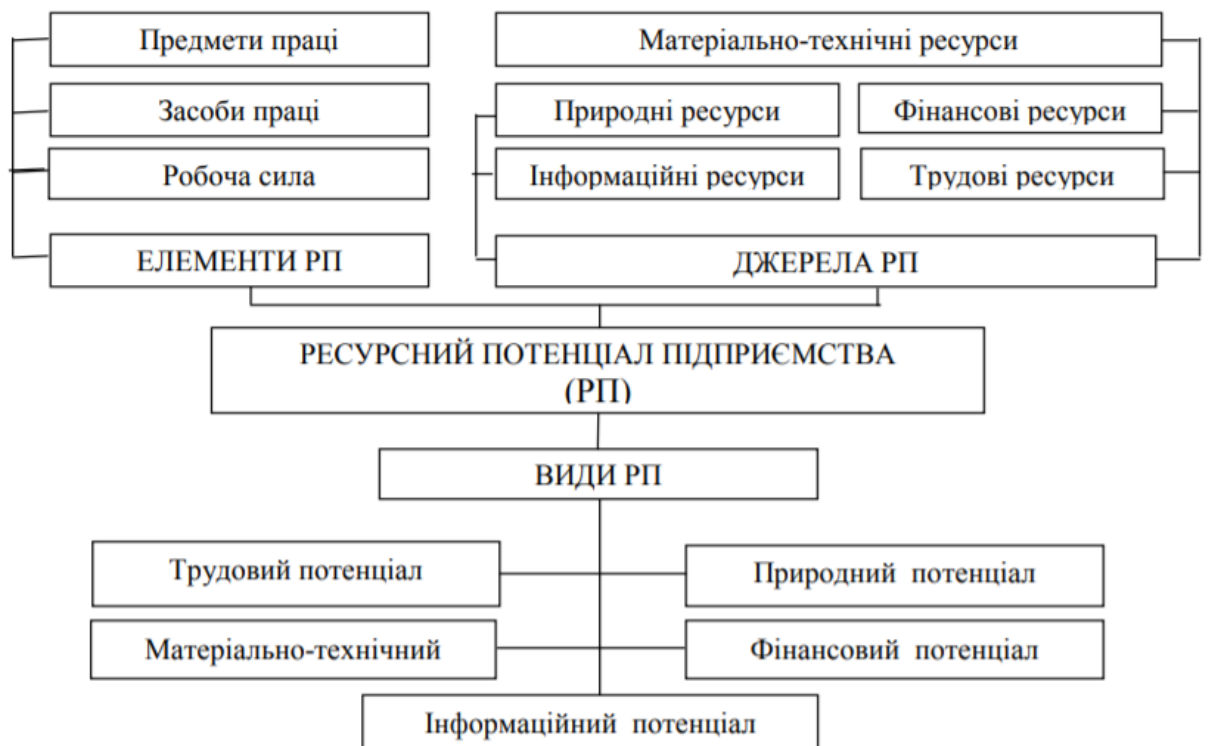 Предмети праці
Матеріально-технічні ресурси
Засоби праці
Природні ресурси
Фінансові ресурси
Робоча сила
Інформаційні ресурси
Трудові ресурси
ЕЛЕМЕНТИ РП
ДЖЕРЕЛА РП
РЕСУРСНИЙ ПОТЕНЦІАЛ ПІДПРИЄМСТВА
(РП)
ВИДИ РП
Трудовий потенціал
Природний потенціал
Матеріально-технічний
Фінансовий потенціал
Інформаційний потенціал